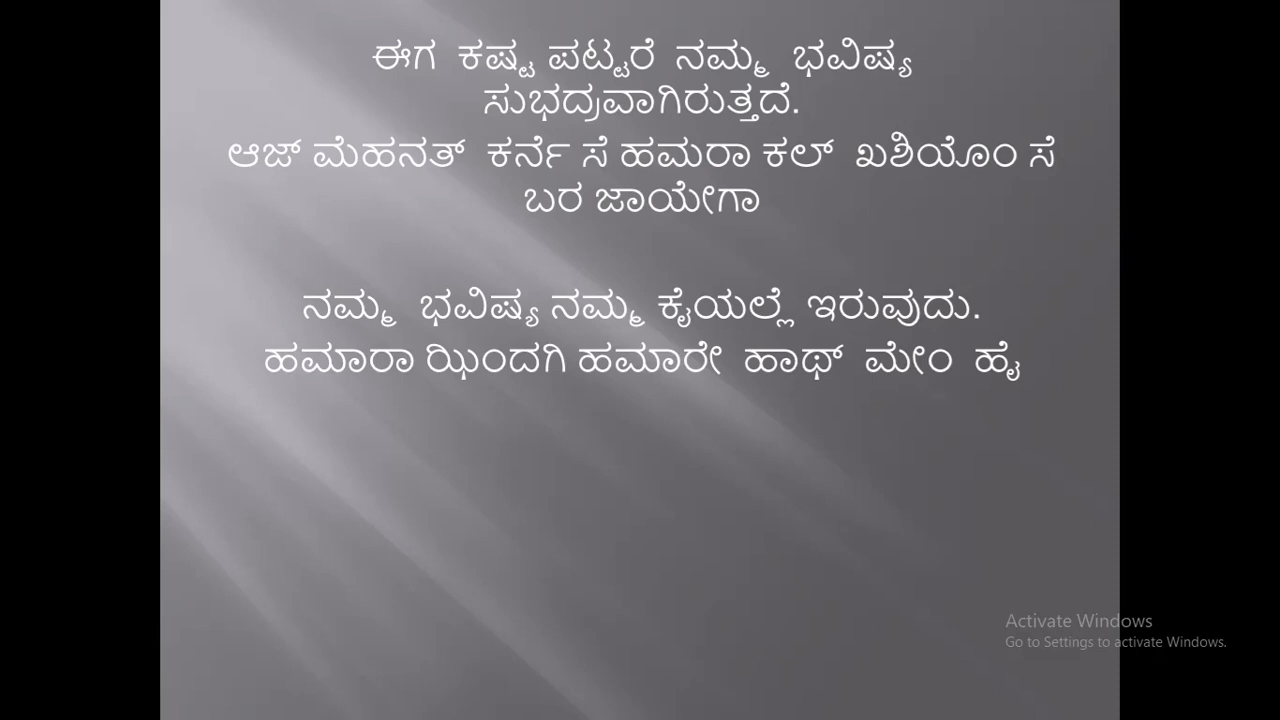 ಈಗ ಕಷ್ಟ ಪಟ್ಟರೆ ನಮ್ಮ ಭವಿಷ್ಯ
ಸುಭದ್ರವಾಗಿರುತ್ತದೆ.
ಆಜ್ ಮೆಹನತ್ ಕರ್ನೆ ಸೆ ಹಮರಾ ಕಲ್ ಖಶಿಯೊಂ ಸೆ
ಬರ ಜಾಯೇಗಾ
ನಮ್ಮ ಭವಿಷ್ಯ ನಮ್ಮ ಕೈಯಲ್ಲೆ ಇರುವುದು.
ಹಮಾರಾ ಝಿಂದಗಿ ಹಮಾರೇ ಹಾಥ್ ಮೇಂ ಹೈ
Activate Windows
Go to Settings to activate Windows.